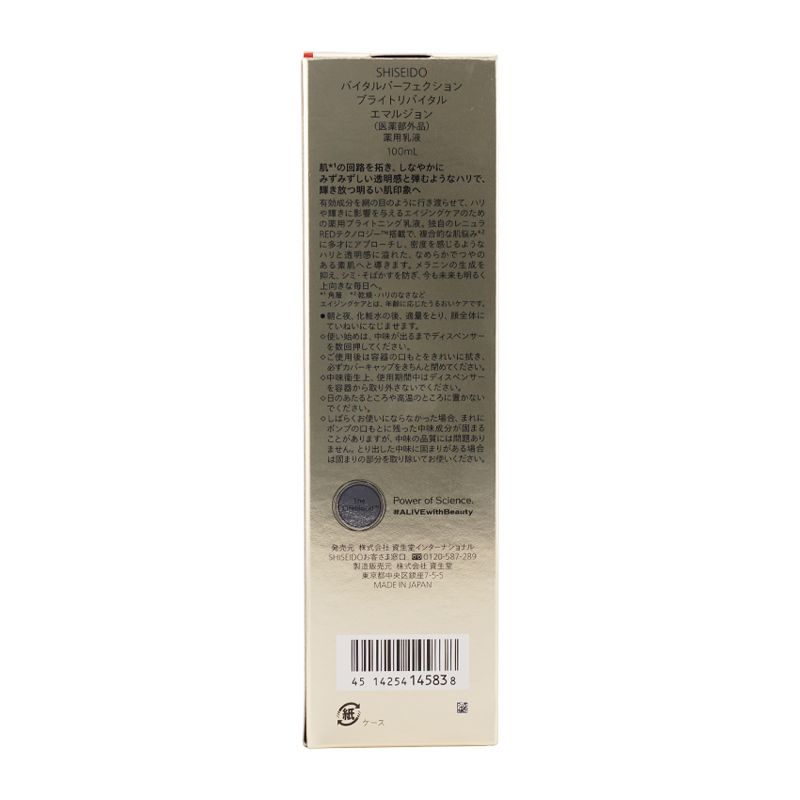 SHISEIDO
バイタルパーフェクション
ブライトリバイタル
エマルジョン
(医薬部外品)
薬用乳液
100mL
肌*1の回路を拓き、しなやかに
みずみずしい透明感と弾むようなハリで、
輝き放つ明るい肌印象へ
有効成分を網の目のように行き渡らせて、ハリ
や輝きに影響を与えるエイジングケアのため
の薬用ブライトニング乳液。独自のレニュラ
REDテクノロジー™搭載で、複合的な肌悩み*2
に多才にアプローチし、密度を感じるような
ハリと透明感に溢れた、なめらかでつやの
ある素肌へと導きます。メラニンの生成を
抑え、シミ・そばかすを防ぎ、今も未来も明るく
上向きな毎日へ。
*1 角層 *2 乾燥・ハリのなさなど
エイジングケアとは、年齢に応じたうるおいケアです。
●朝と夜、化粧水の後、適量をとり、顔全体に
ていねいになじませます。
◇使い始めは、中味が出るまでディスペンサー
を数回押してください。
◇ご使用後は容器の口もとをきれいに拭き、
必ずカバーキャップをきちんと閉めてください。
◇中味衛生上、使用期間中はディスペンサー
を容器から取り外さないでください。
◇日のあたるところや高温のところに置かない
でください。
◇しばらくお使いにならなかった場合、まれに
ポンプの口もとに残った中味成分が固まる
ことがありますが、中味の品質には問題あり
ません。とり出した中味に固まりがある場合
は固まりの部分を取り除いてお使いください。
The
Lifeblood™
Power of Science.
#ALIVEwithBeauty
発売元 株式会社 資生堂インターナショナル
SHISEIDOお客さま窓口 0120-587-289
製造販売元 株式会社 資生堂
東京都中央区銀座7-5-5
MADE IN JAPAN
4514254145838
紙
ケース